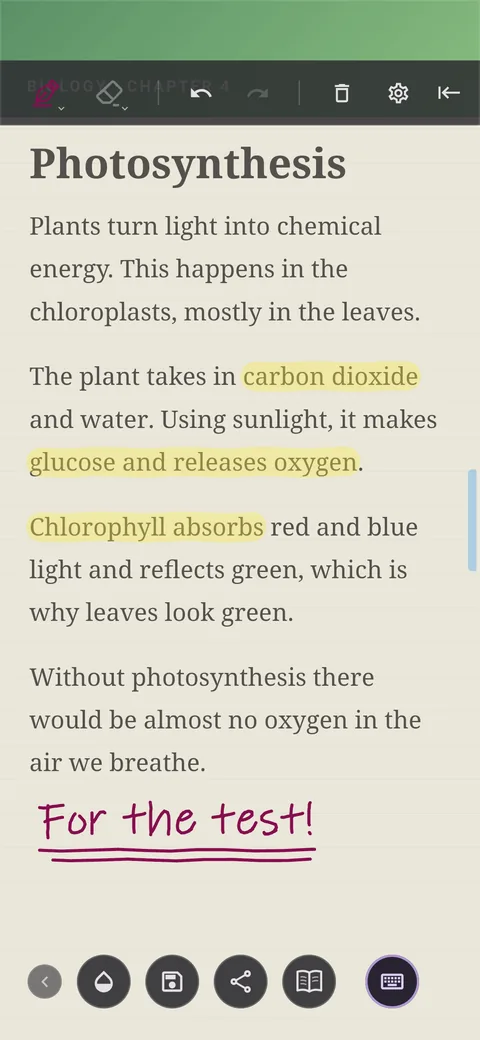 BIOLOGY · CHAPTER 4
Photosynthesis
Plants turn light into chemical
energy. This happens in the
chloroplasts, mostly in the leaves.
The plant takes in carbon dioxide
and water. Using sunlight, it makes
glucose and releases oxygen.
Chlorophyll absorbs red and blue
light and reflects green, which is
why leaves look green.
Without photosynthesis there
would be almost no oxygen in the
air we breathe.
For the test!